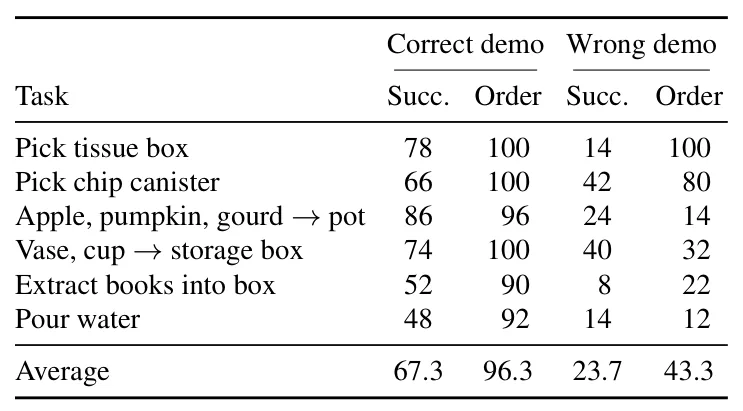 Correct demo Wrong demo
Task Succ. Order Succ. Order
Pick tissue box 78 100 14 100
Pick chip canister 66 100 42 80
Apple, pumpkin, gourd → pot 86 96 24 14
Vase, cup → storage box 74 100 40 32
Extract books into box 52 90 8 22
Pour water 48 92 14 12
Average 67.3 96.3 23.7 43.3